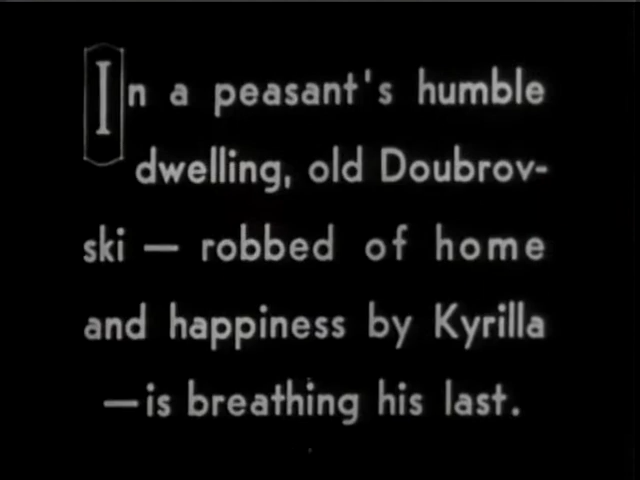 In a peasant's humble
dwelling, old Doubrov-
ski — robbed of home
and happiness by Kyrilla
— is breathing his last.